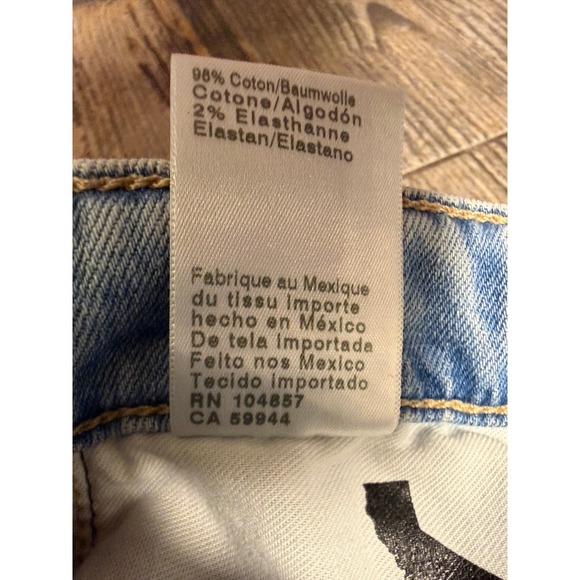 98% Coton/Baumwolle
Cotone/Algodón
2% Elasthanne
Elastan/Elastano
Fabrique au Mexique
du tissu importe
hecho en México
De tela importada
Feito nos Mexico
Tecido importado
RN 104857
CA 59944